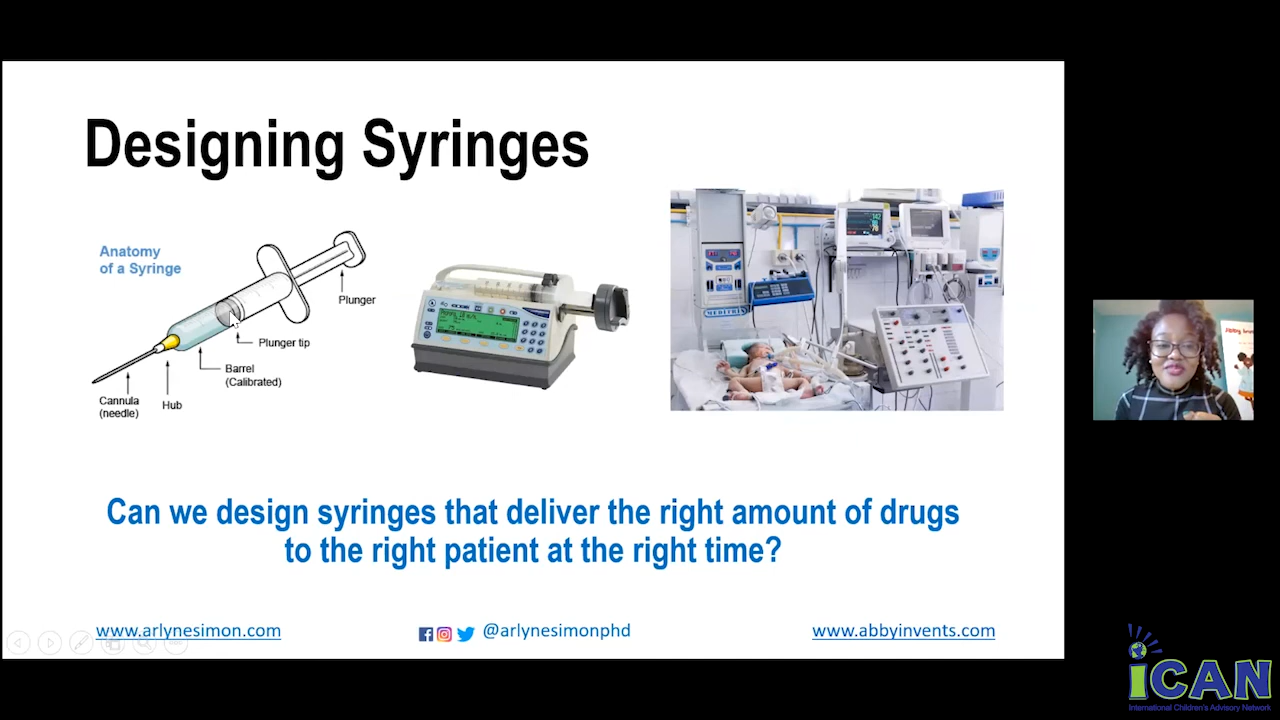 Designing Syringes
Anatomy
of a Syringe
Plunger
Plunger tip
Barrel
(Calibrated)
Cannula
(needle)
Hub
142
MEDITRIN
Can we design syringes that deliver the right amount of drugs
to the right patient at the right time?
www.arlynesimon.com
@arlynesimonphd
www.abbyinvents.com
iCAN
International Children's Advisory Network